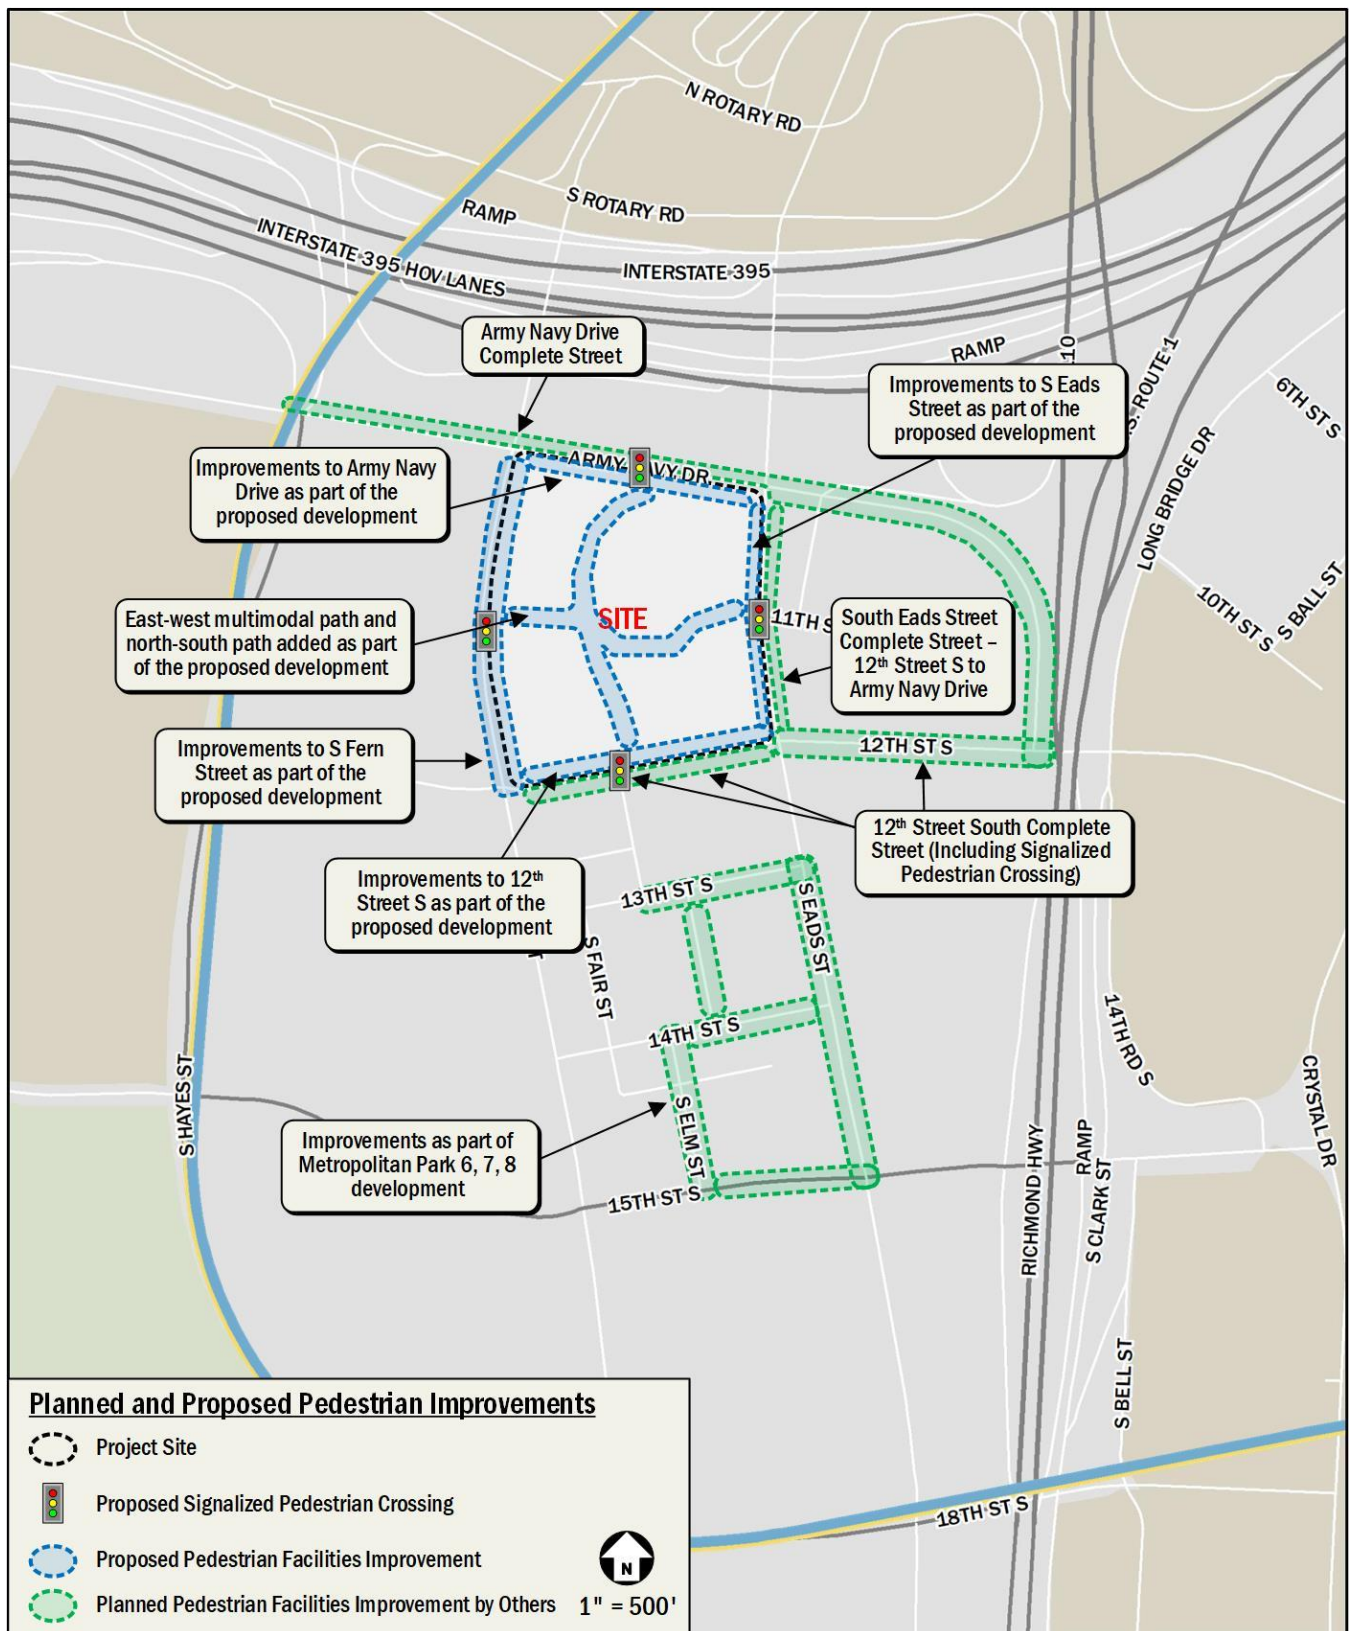 N ROTARY RD
S ROTARY RD
RAMP
INTERSTATE 395 HOV LANES
INTERSTATE 395
Army Navy Drive
Complete Street
RAMP
110
U.S. ROUTE 1
6TH ST S
Improvements to S Eads
Street as part of the
proposed development
LONG BRIDGE DR
ARMY NAVY DR
Improvements to Army Navy
Drive as part of the
proposed development
10TH ST S
S BALL ST
East-west multimodal path and
north-south path added as part
of the proposed development
SITE
11TH S
South Eads Street
Complete Street –
12th Street S to
Army Navy Drive
Improvements to S Fern
Street as part of the
proposed development
12TH ST S
12th Street South Complete
Street (Including Signalized
Pedestrian Crossing)
Improvements to 12th
Street S as part of the
proposed development
13TH ST S
S EADS ST
S FAIR ST
14TH ST S
14TH RD S
S HAYES ST
S ELM ST
CRYSTAL DR
Improvements as part of
Metropolitan Park 6, 7, 8
development
15TH ST S
RICHMOND HWY
RAMP
S CLARK ST
S BELL ST
18TH ST S
Planned and Proposed Pedestrian Improvements
Project Site
Proposed Signalized Pedestrian Crossing
Proposed Pedestrian Facilities Improvement
N
Planned Pedestrian Facilities Improvement by Others
1" = 500'